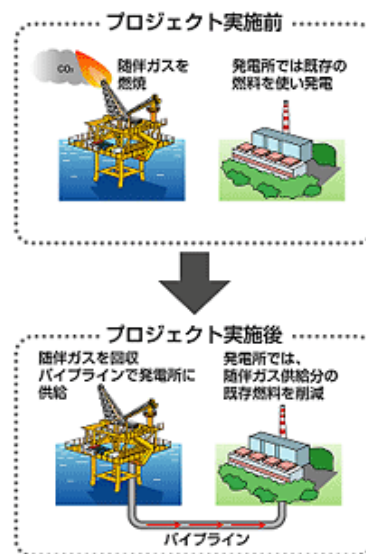 プロジェクト実施前
CO₂
随伴ガスを
燃焼
発電所では既存の
燃料を使い発電
プロジェクト実施後
随伴ガスを回収
パイプラインで発電所に
供給
発電所では、
随伴ガス供給分の
既存燃料を削減
パイプライン